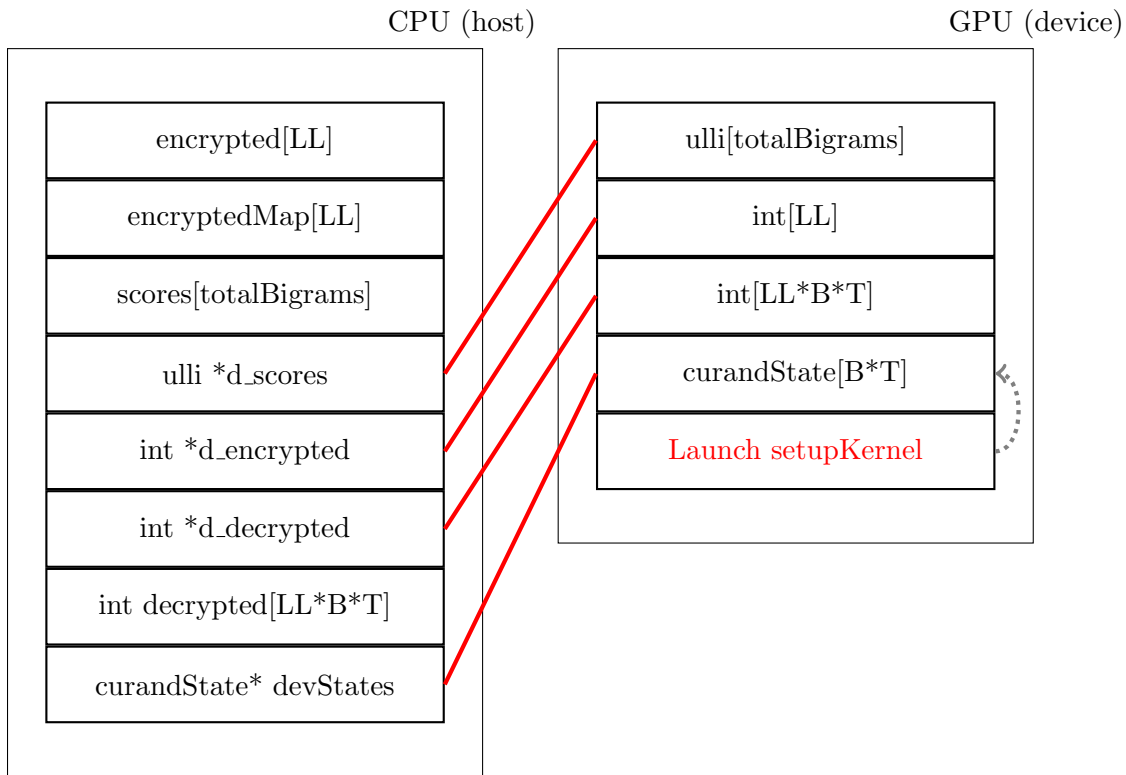 CPU (host)
encrypted[LL]
encryptedMap[LL]
scores[totalBigrams]
ulli *d_scores
int *d_encrypted
int *d_decrypted
int decrypted[LL*B*T]
curandState* devStates
GPU (device)
ulli[totalBigrams]
int[LL]
int[LL*B*T]
curandState[B*T]
Launch setupKernel